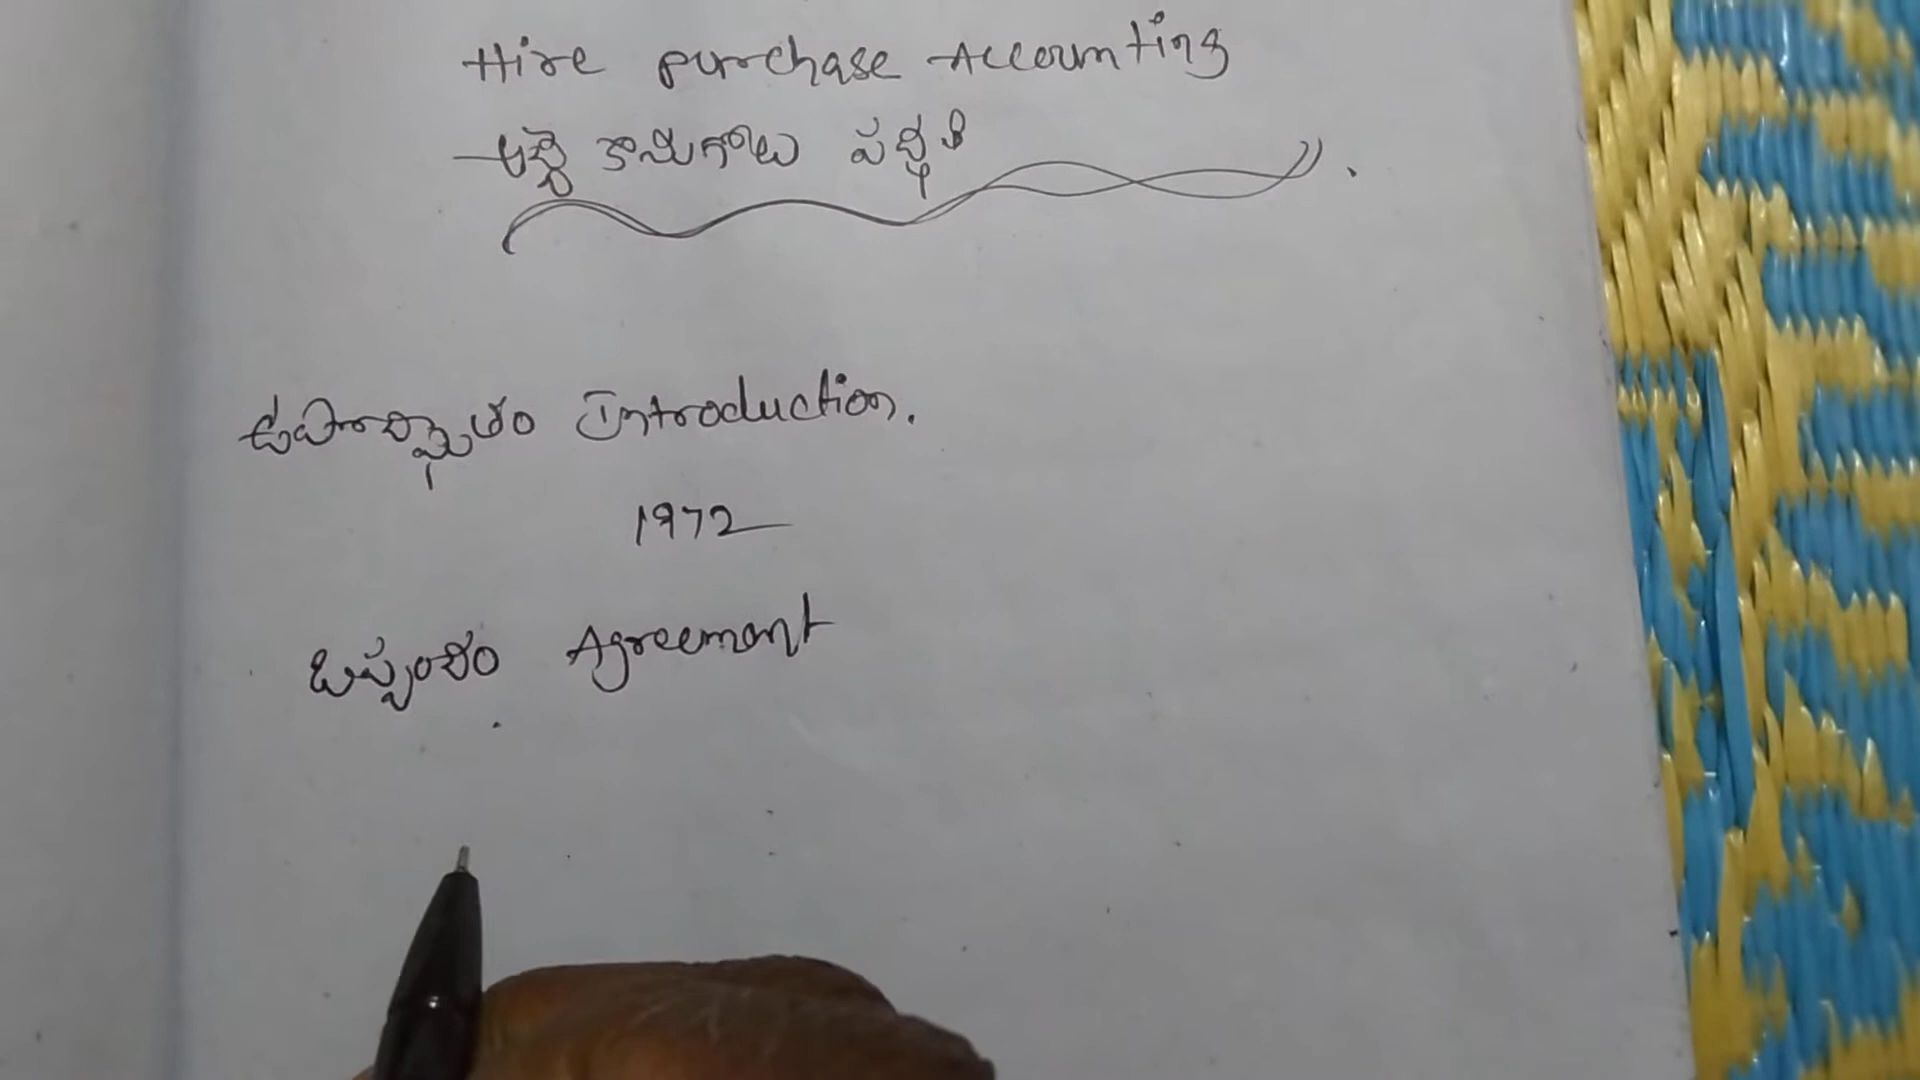 Hire purchase Accounting
అద్దె కొనుగోలు పద్ధతి
ఉపోద్ఘాతం Introduction.
1972
ఒప్పందం Agreement